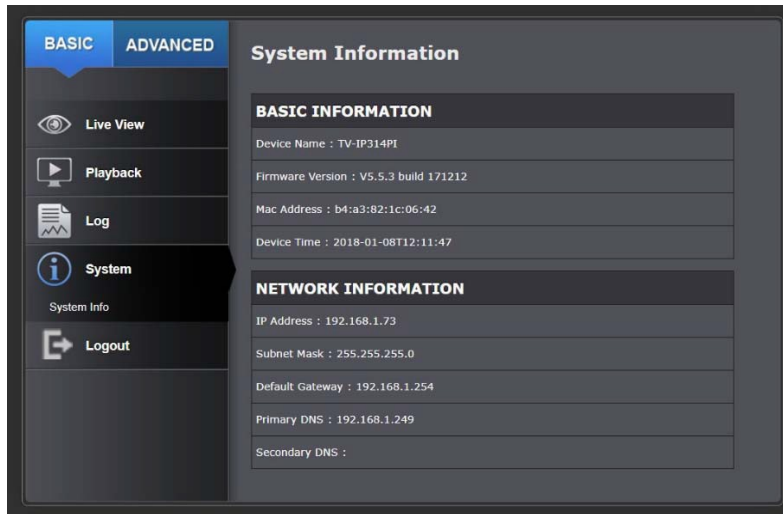 BASIC
ADVANCED
Live View
Playback
Log
System
System Info
Logout
System Information
BASIC INFORMATION
Device Name : TV-IP314PI
Firmware Version : V5.5.3 build 171212
Mac Address : b4:a3:82:1c:06:42
Device Time : 2018-01-08T12:11:47
NETWORK INFORMATION
IP Address : 192.168.1.73
Subnet Mask : 255.255.255.0
Default Gateway : 192.168.1.254
Primary DNS : 192.168.1.249
Secondary DNS :